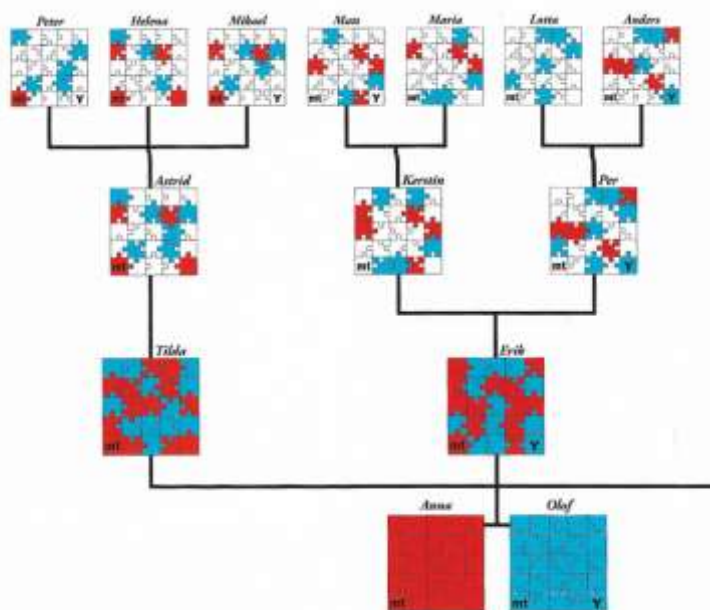 Peter
Helena
Mikael
Mats
Maria
Lotta
Anders
mt
Y
mt
mt
Y
mt
Y
mt
mt
mt
Y
Astrid
Kerstin
Per
mt
mt
mt
Y
Tilda
Erik
mt
mt
Y
Anna
Olof
mt
mt
Y